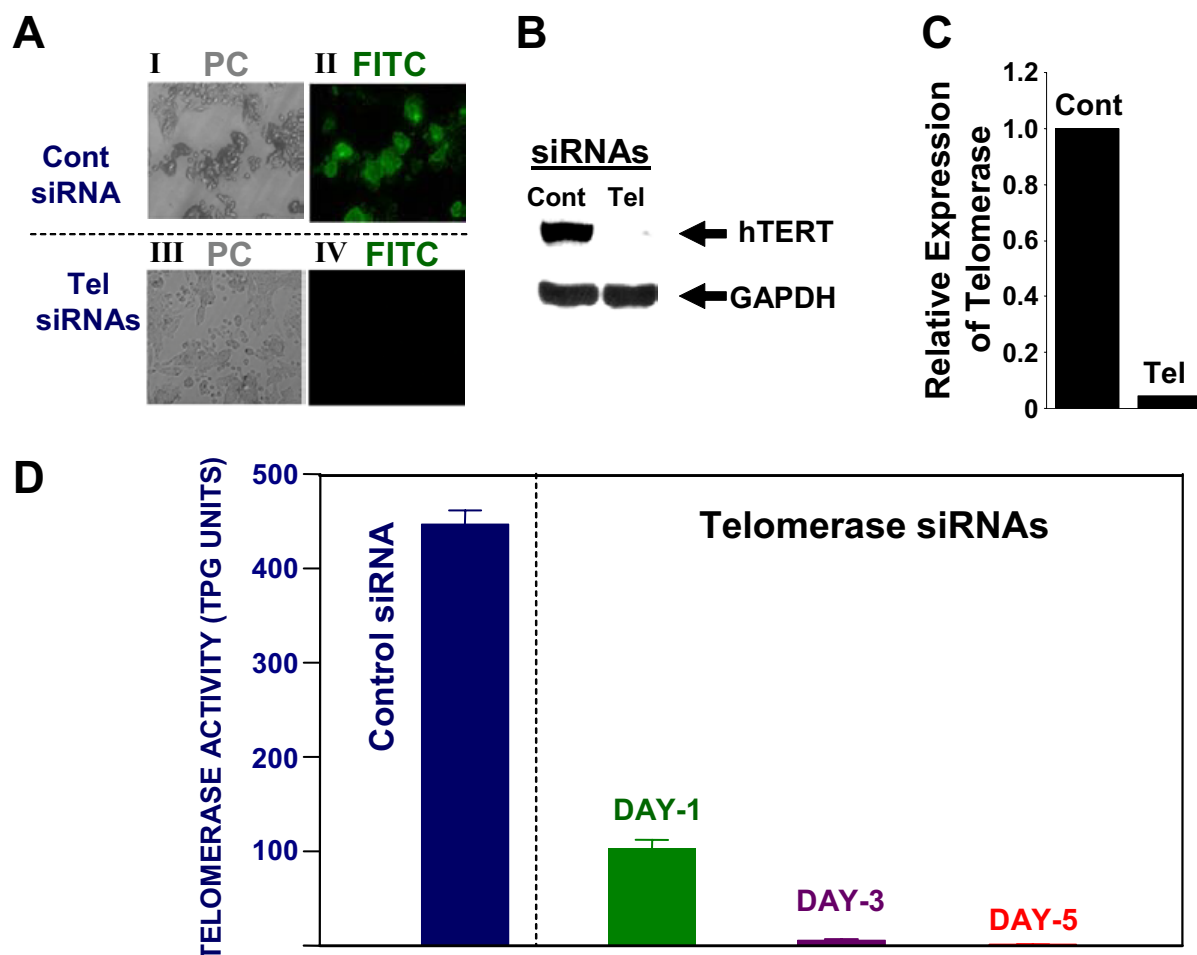 A
I PC
II FITC
Cont
siRNA
III PC
IV FITC
Tel
siRNAs
B
siRNAs
Cont Tel
hTERT
GAPDH
C
Relative Expression
of Telomerase
1.2
1.0
0.8
0.6
0.4
0.2
0
Cont
Tel
D
TELOMERASE ACTIVITY (TPG UNITS)
500
400
300
200
100
Control siRNA
Telomerase siRNAs
DAY-1
DAY-3
DAY-5